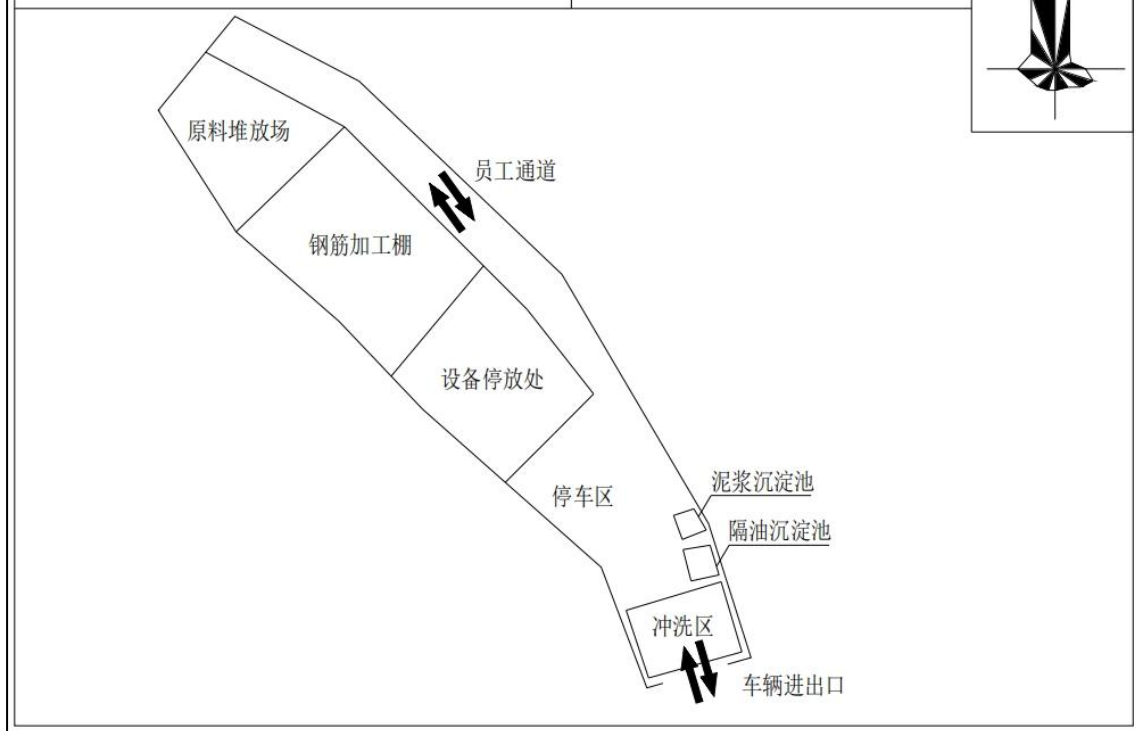 原料堆放场
员工通道
钢筋加工棚
设备停放处
停车区
泥浆沉淀池
隔油沉淀池
冲洗区
车辆进出口